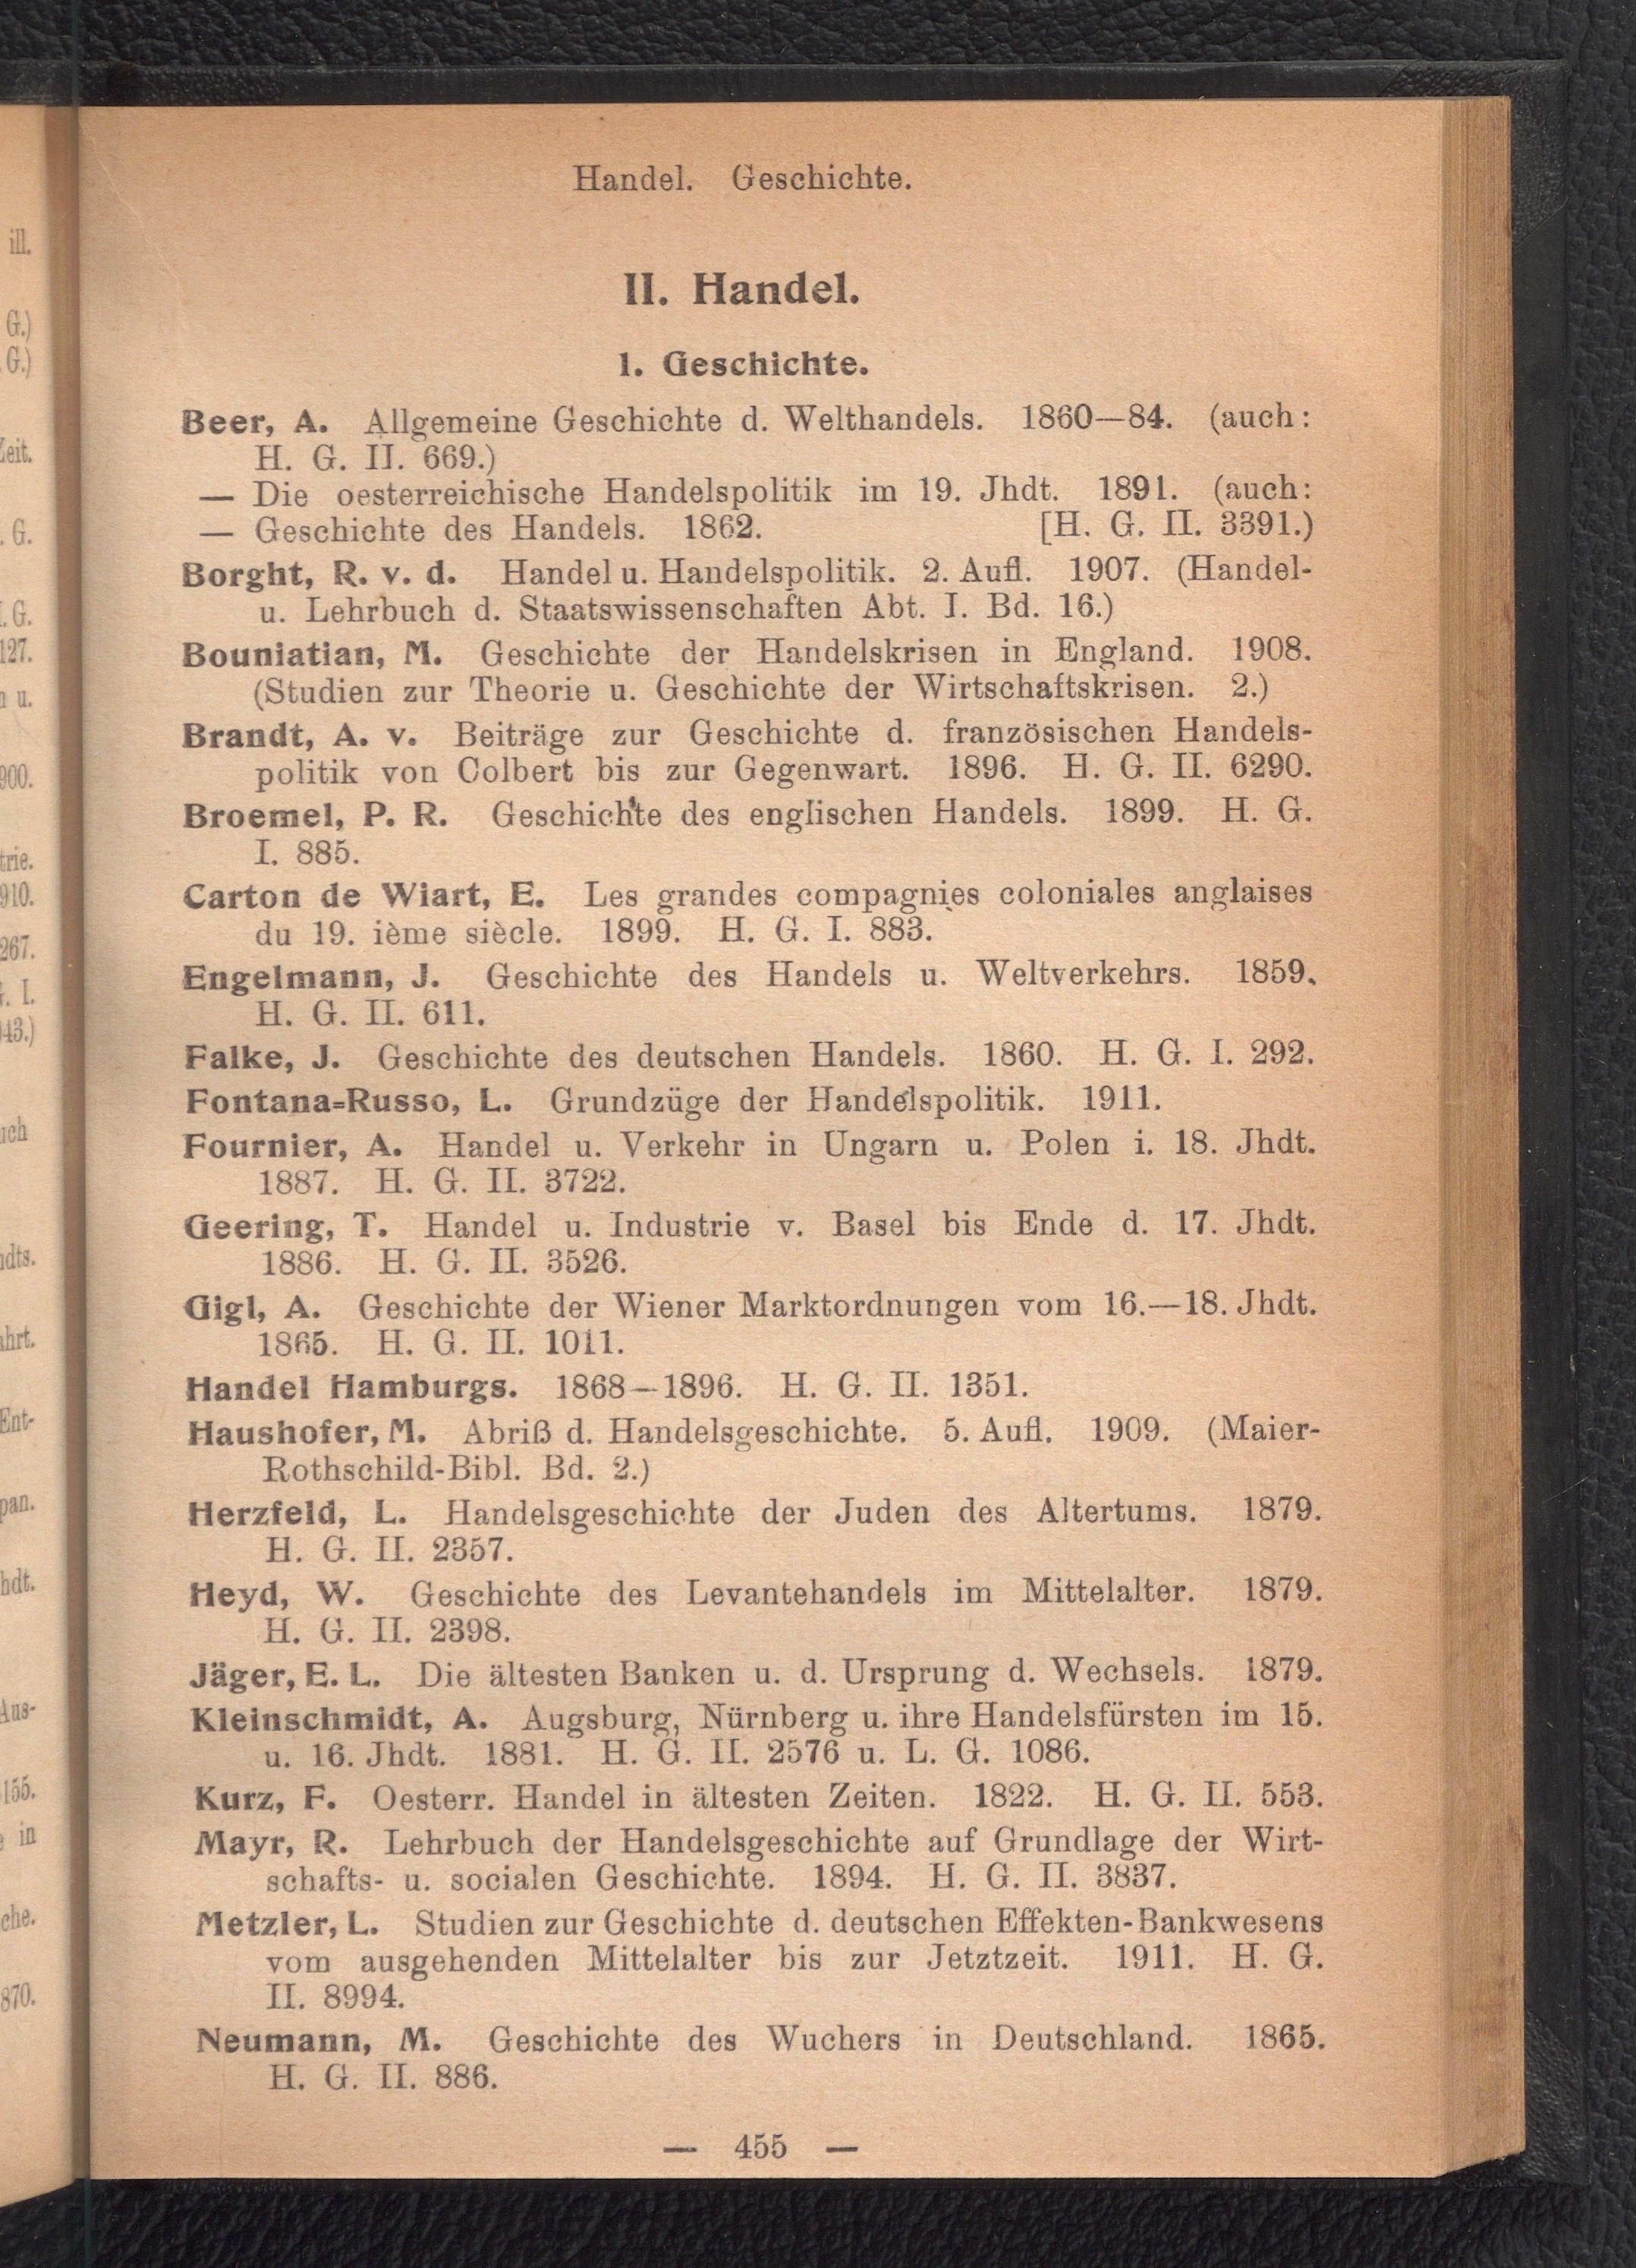 Handel. Geschichte.
II. Handel.
1. Geschichte.
Beer, A. Allgemeine Geschichte d. Welthandels. 1860—84. (auch:
H. G. II. 669.)
— Die oesterreichische Handelspolitik im 19. Jhdt. 1891. (auch:
— Geschichte des Handels. 1862. [H. G. II. 3391.)
Borght, R. v. d. Handel u. Handelspolitik. 2. Aufl. 1907. (Handel-
u. Lehrbuch d. Staatswissenschaften Abt. I. Bd. 16.)
Bouniatian, M. Geschichte der Handelskrisen in England. 1908.
(Studien zur Theorie u. Geschichte der Wirtschaftskrisen. 2.)
Brandt, A. v. Beiträge zur Geschichte d. französischen Handels-
politik von Colbert bis zur Gegenwart. 1896. H. G. II. 6290.
Broemel, P. R. Geschichte des englischen Handels. 1899. H. G.
I. 885.
Carton de Wiart, E. Les grandes compagnies coloniales anglaises
du 19. ième siècle. 1899. H. G. I. 883.
Engelmann, J. Geschichte des Handels u. Weltverkehrs. 1859.
H. G. II. 611.
Falke, J. Geschichte des deutschen Handels. 1860. H. G. I. 292.
Fontana-Russo, L. Grundzüge der Handelspolitik. 1911.
Fournier, A. Handel u. Verkehr in Ungarn u. Polen i. 18. Jhdt.
1887. H. G. II. 3722.
Geering, T. Handel u. Industrie v. Basel bis Ende d. 17. Jhdt.
1886. H. G. II. 3526.
Gigl, A. Geschichte der Wiener Marktordnungen vom 16.—18. Jhdt.
1865. H. G. II. 1011.
Handel Hamburgs. 1868—1896. H. G. II. 1351.
Haushofer, M. Abriß d. Handelsgeschichte. 5. Aufl. 1909. (Maier-
Rothschild-Bibl. Bd. 2.)
Herzfeld, L. Handelsgeschichte der Juden des Altertums. 1879.
H. G. II. 2357.
Heyd, W. Geschichte des Levantehandels im Mittelalter. 1879.
H. G. II. 2398.
Jäger, E. L. Die ältesten Banken u. d. Ursprung d. Wechsels. 1879.
Kleinschmidt, A. Augsburg, Nürnberg u. ihre Handelsfürsten im 15.
u. 16. Jhdt. 1881. H. G. II. 2576 u. L. G. 1086.
Kurz, F. Oesterr. Handel in ältesten Zeiten. 1822. H. G. II. 553.
Mayr, R. Lehrbuch der Handelsgeschichte auf Grundlage der Wirt-
schafts- u. socialen Geschichte. 1894. H. G. II. 3837.
Metzler, L. Studien zur Geschichte d. deutschen Effekten-Bankwesens
vom ausgehenden Mittelalter bis zur Jetztzeit. 1911. H. G.
II. 8994.
Neumann, M. Geschichte des Wuchers in Deutschland. 1865.
H. G. II. 886.
— 455 —